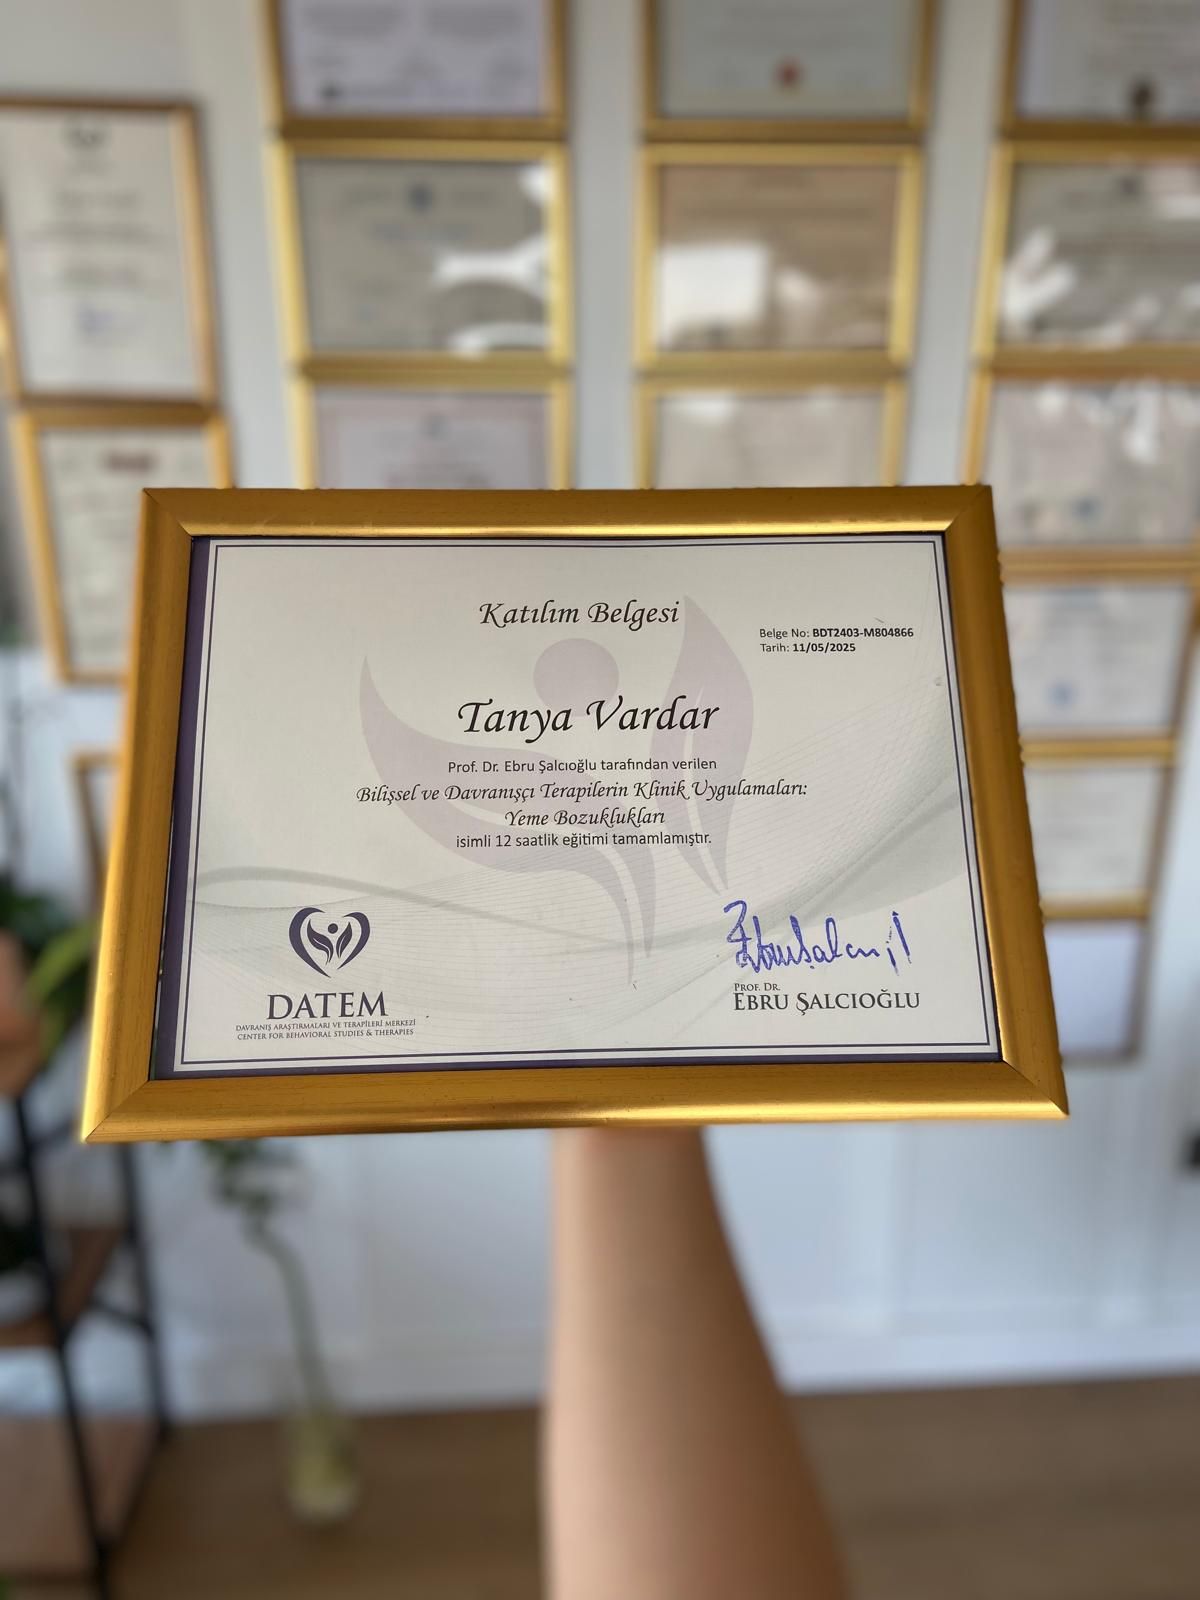 Katılım Belgesi
Belge No: BDT2403-M804866
Tarih: 11/05/2025
Tanya Vardar
Prof. Dr. Ebru Şalcıoğlu tarafından verilen
Bilişsel ve Davranışçı Terapilerin Klinik Uygulamaları:
Yeme Bozuklukları
isimli 12 saatlik eğitimi tamamlamıştır.
DATEM
DAVRANIŞ ARAŞTIRMALARI VE TERAPİLERİ MERKEZİ
CENTER FOR BEHAVIORAL STUDIES & THERAPIES
PROF. DR.
EBRU ŞALCIOĞLU